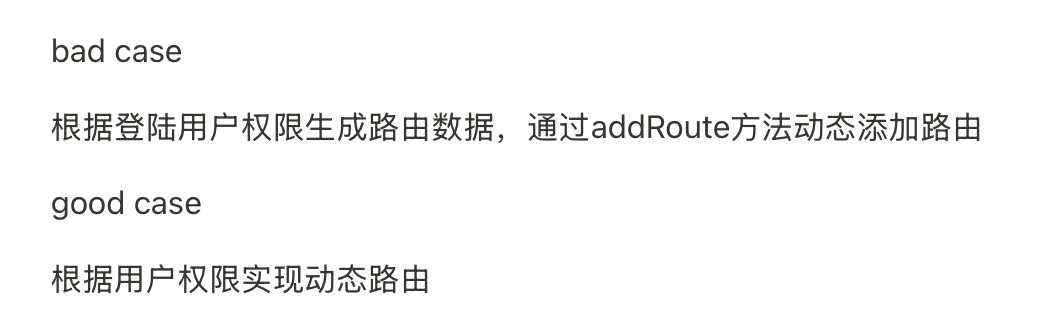 bad case
根据登陆用户权限生成路由数据，通过addRoute方法动态添加路由
good case
根据用户权限实现动态路由